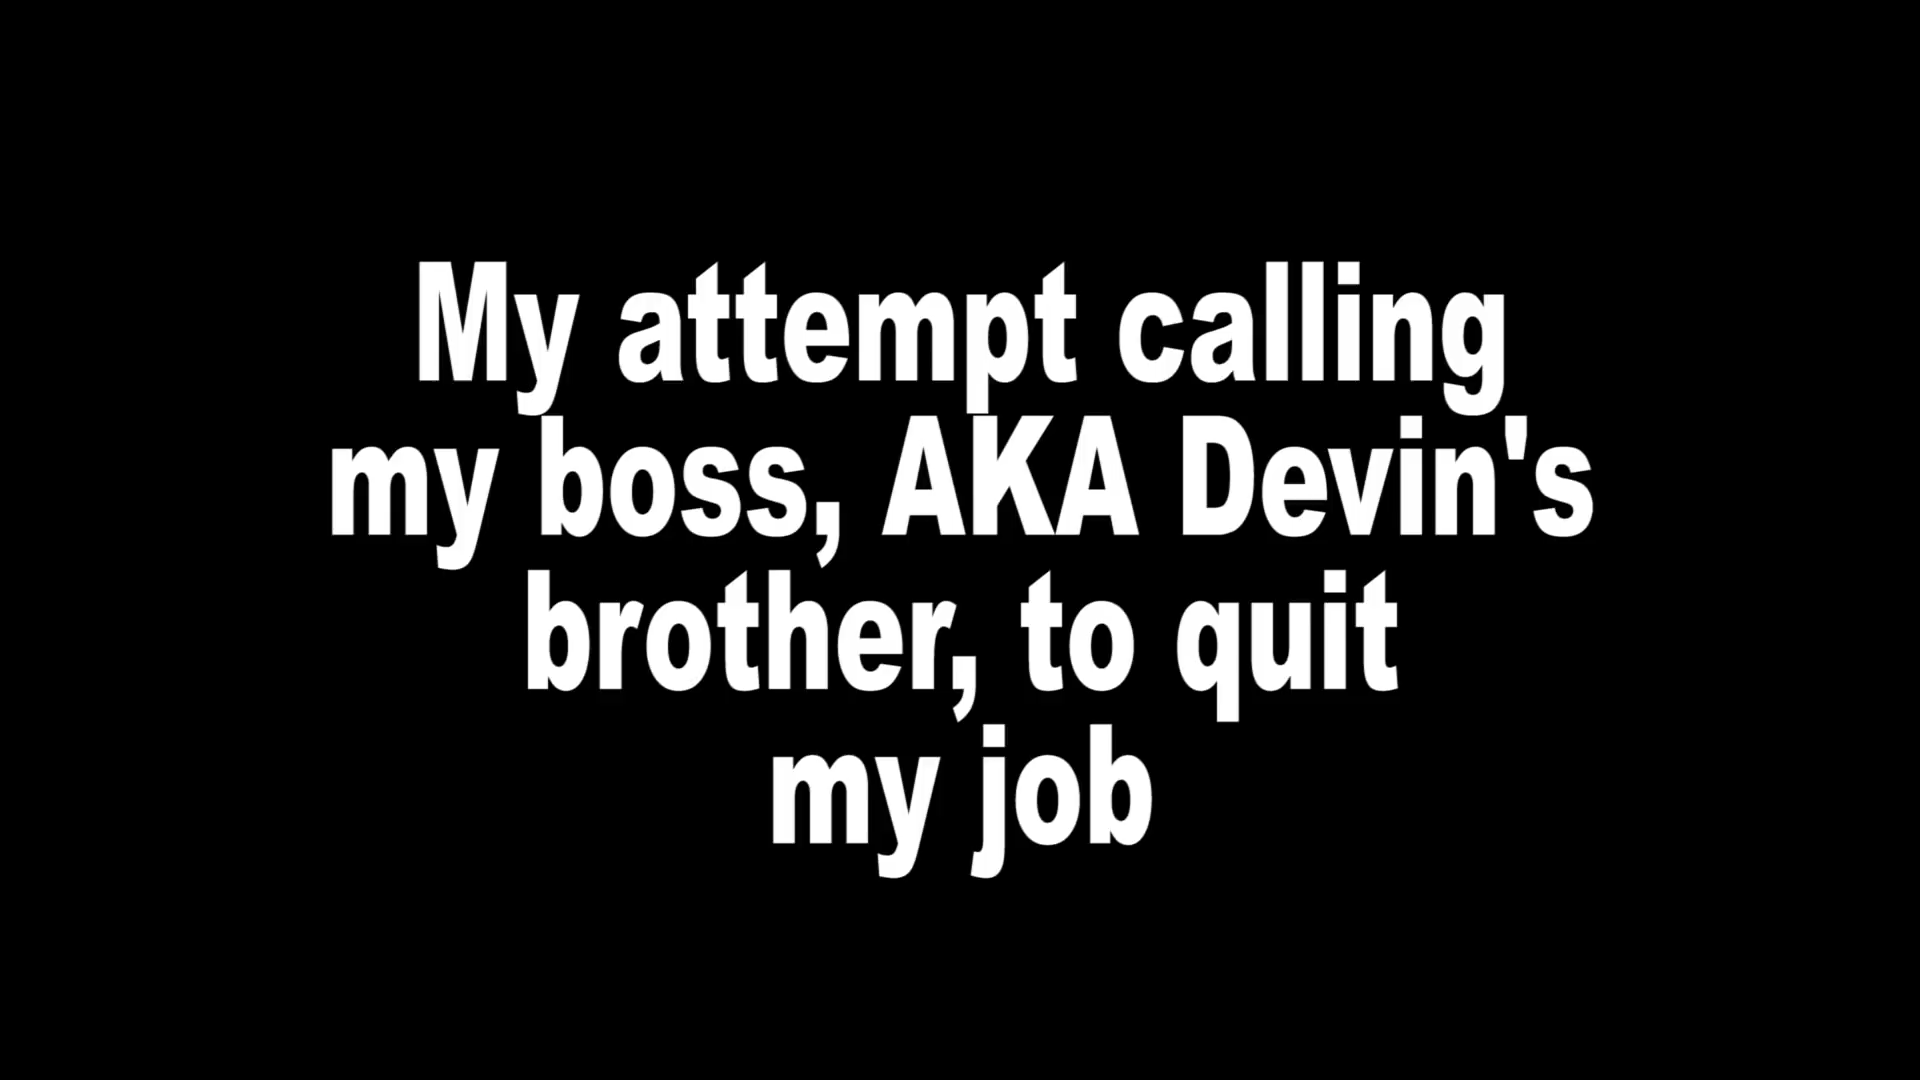 My attempt calling
my boss, AKA Devin's
brother, to quit
my job